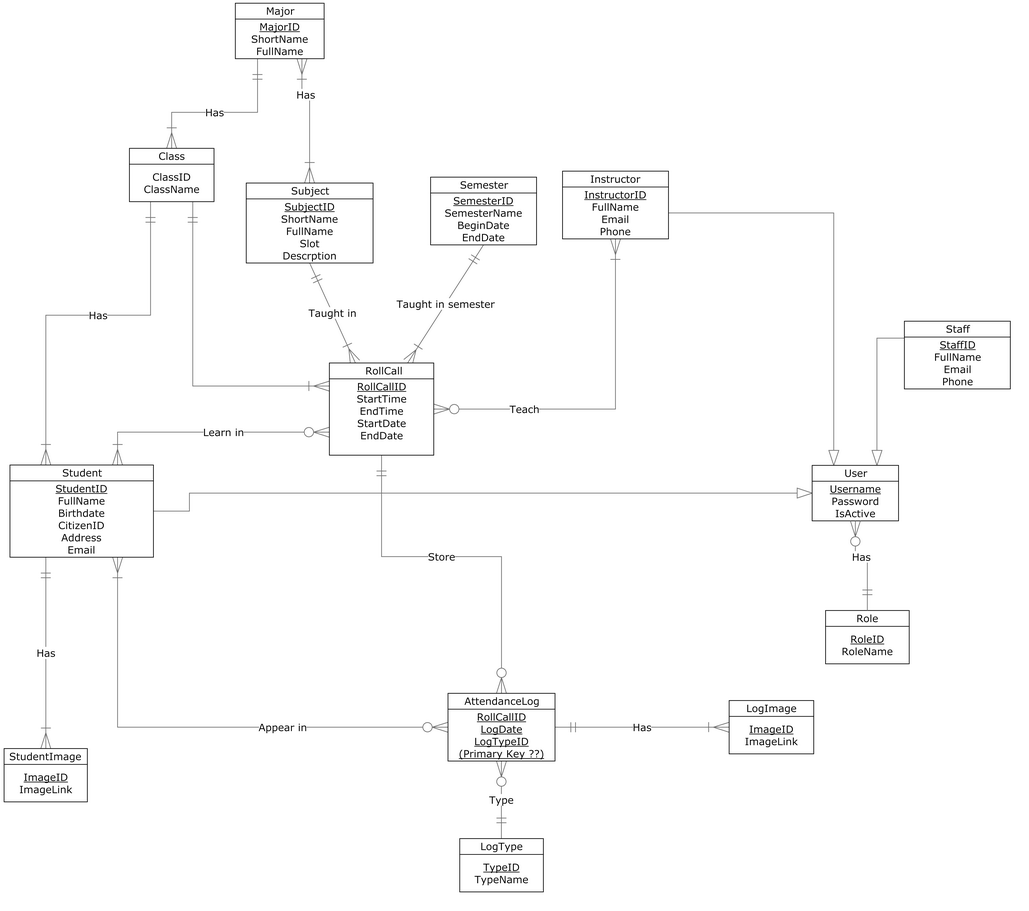 Major
MajorID
ShortName
FullName
Has
Has
Class
ClassID
ClassName
Subject
SubjectID
ShortName
FullName
Slot
Descrption
Semester
SemesterID
SemesterName
BeginDate
EndDate
Instructor
InstructorID
FullName
Email
Phone
Has
Taught in
Taught in semester
Staff
StaffID
FullName
Email
Phone
RollCall
RollCallID
StartTime
EndTime
StartDate
EndDate
Teach
Learn in
Student
StudentID
FullName
Birthdate
CitizenID
Address
Email
User
Username
Password
IsActive
Has
Store
Role
RoleID
RoleName
Has
Appear in
AttendanceLog
RollCallID
LogDate
LogTypeID
(Primary Key ??)
Has
LogImage
ImageID
ImageLink
StudentImage
ImageID
ImageLink
Type
LogType
TypeID
TypeName